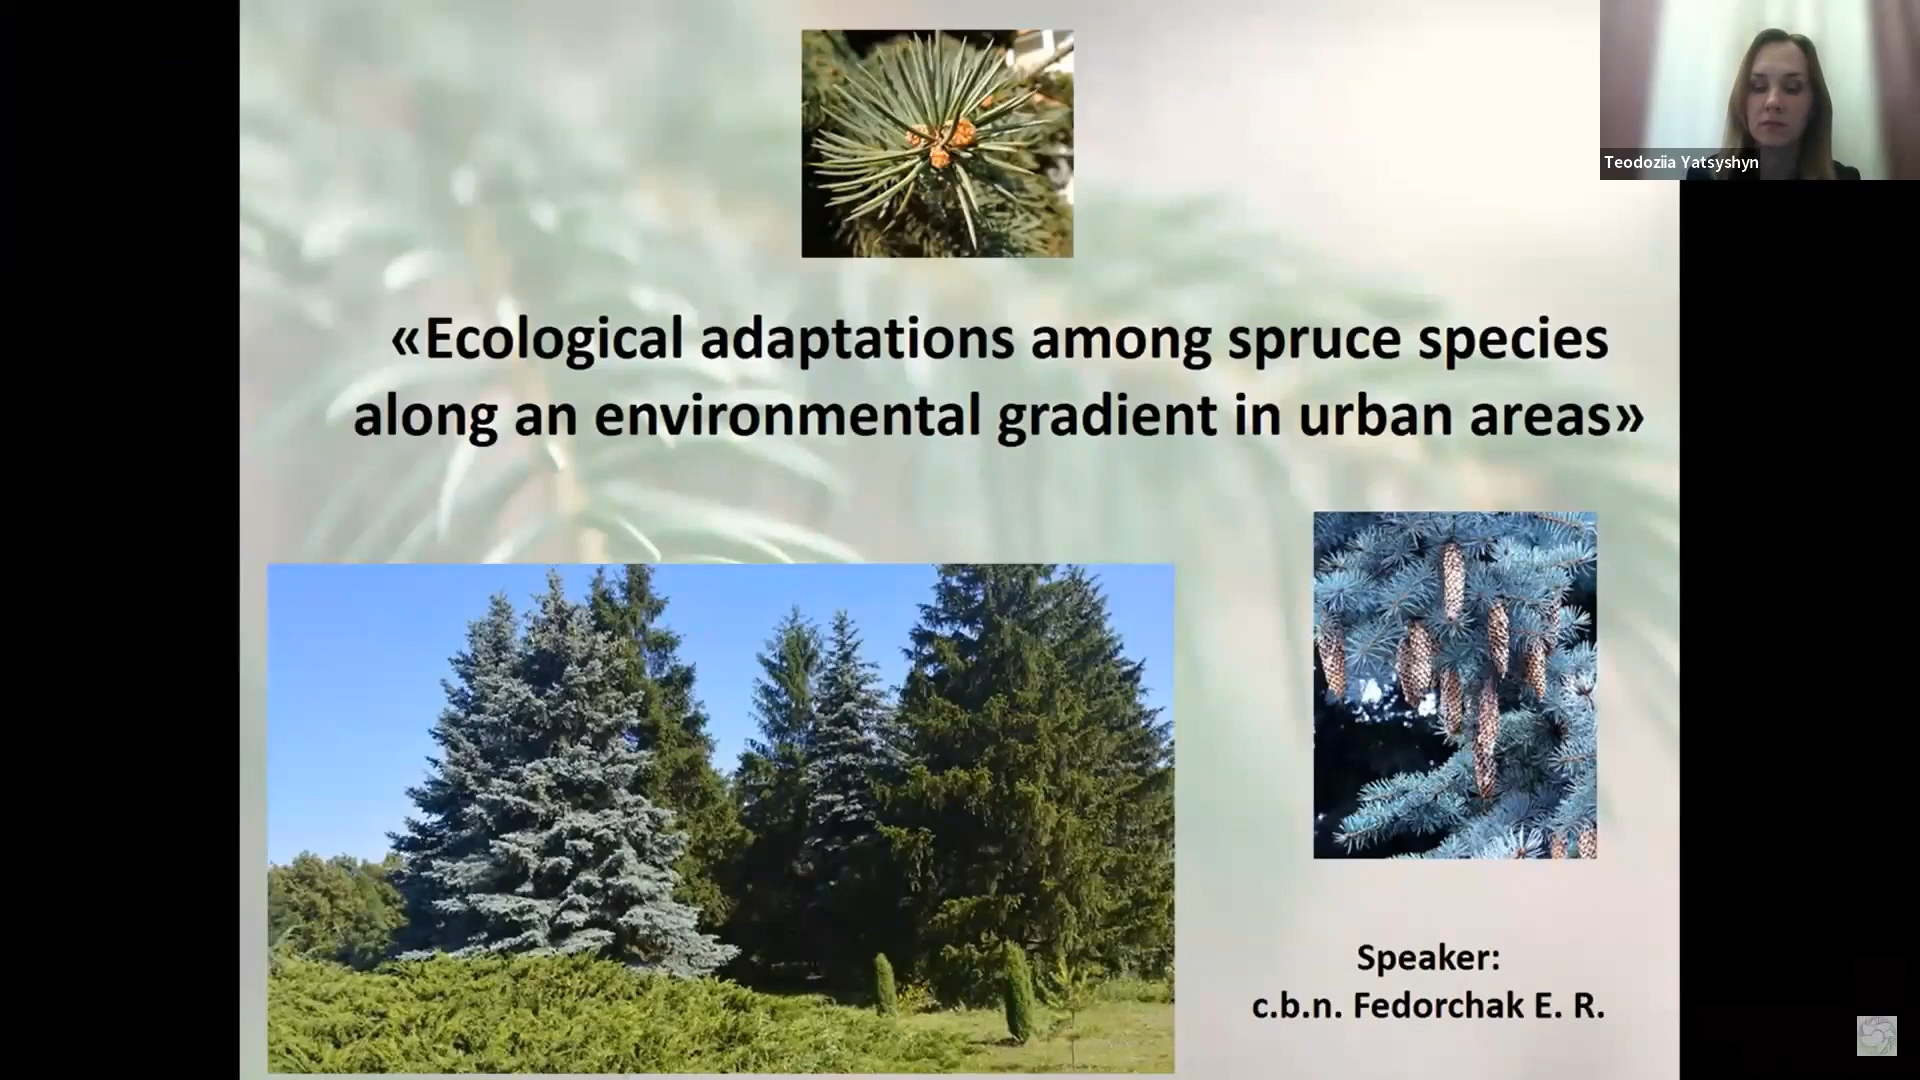 Teodoziia Yatsyshyn
«Ecological adaptations among spruce species
along an environmental gradient in urban areas»
Speaker:
c.b.n. Fedorchak E. R.